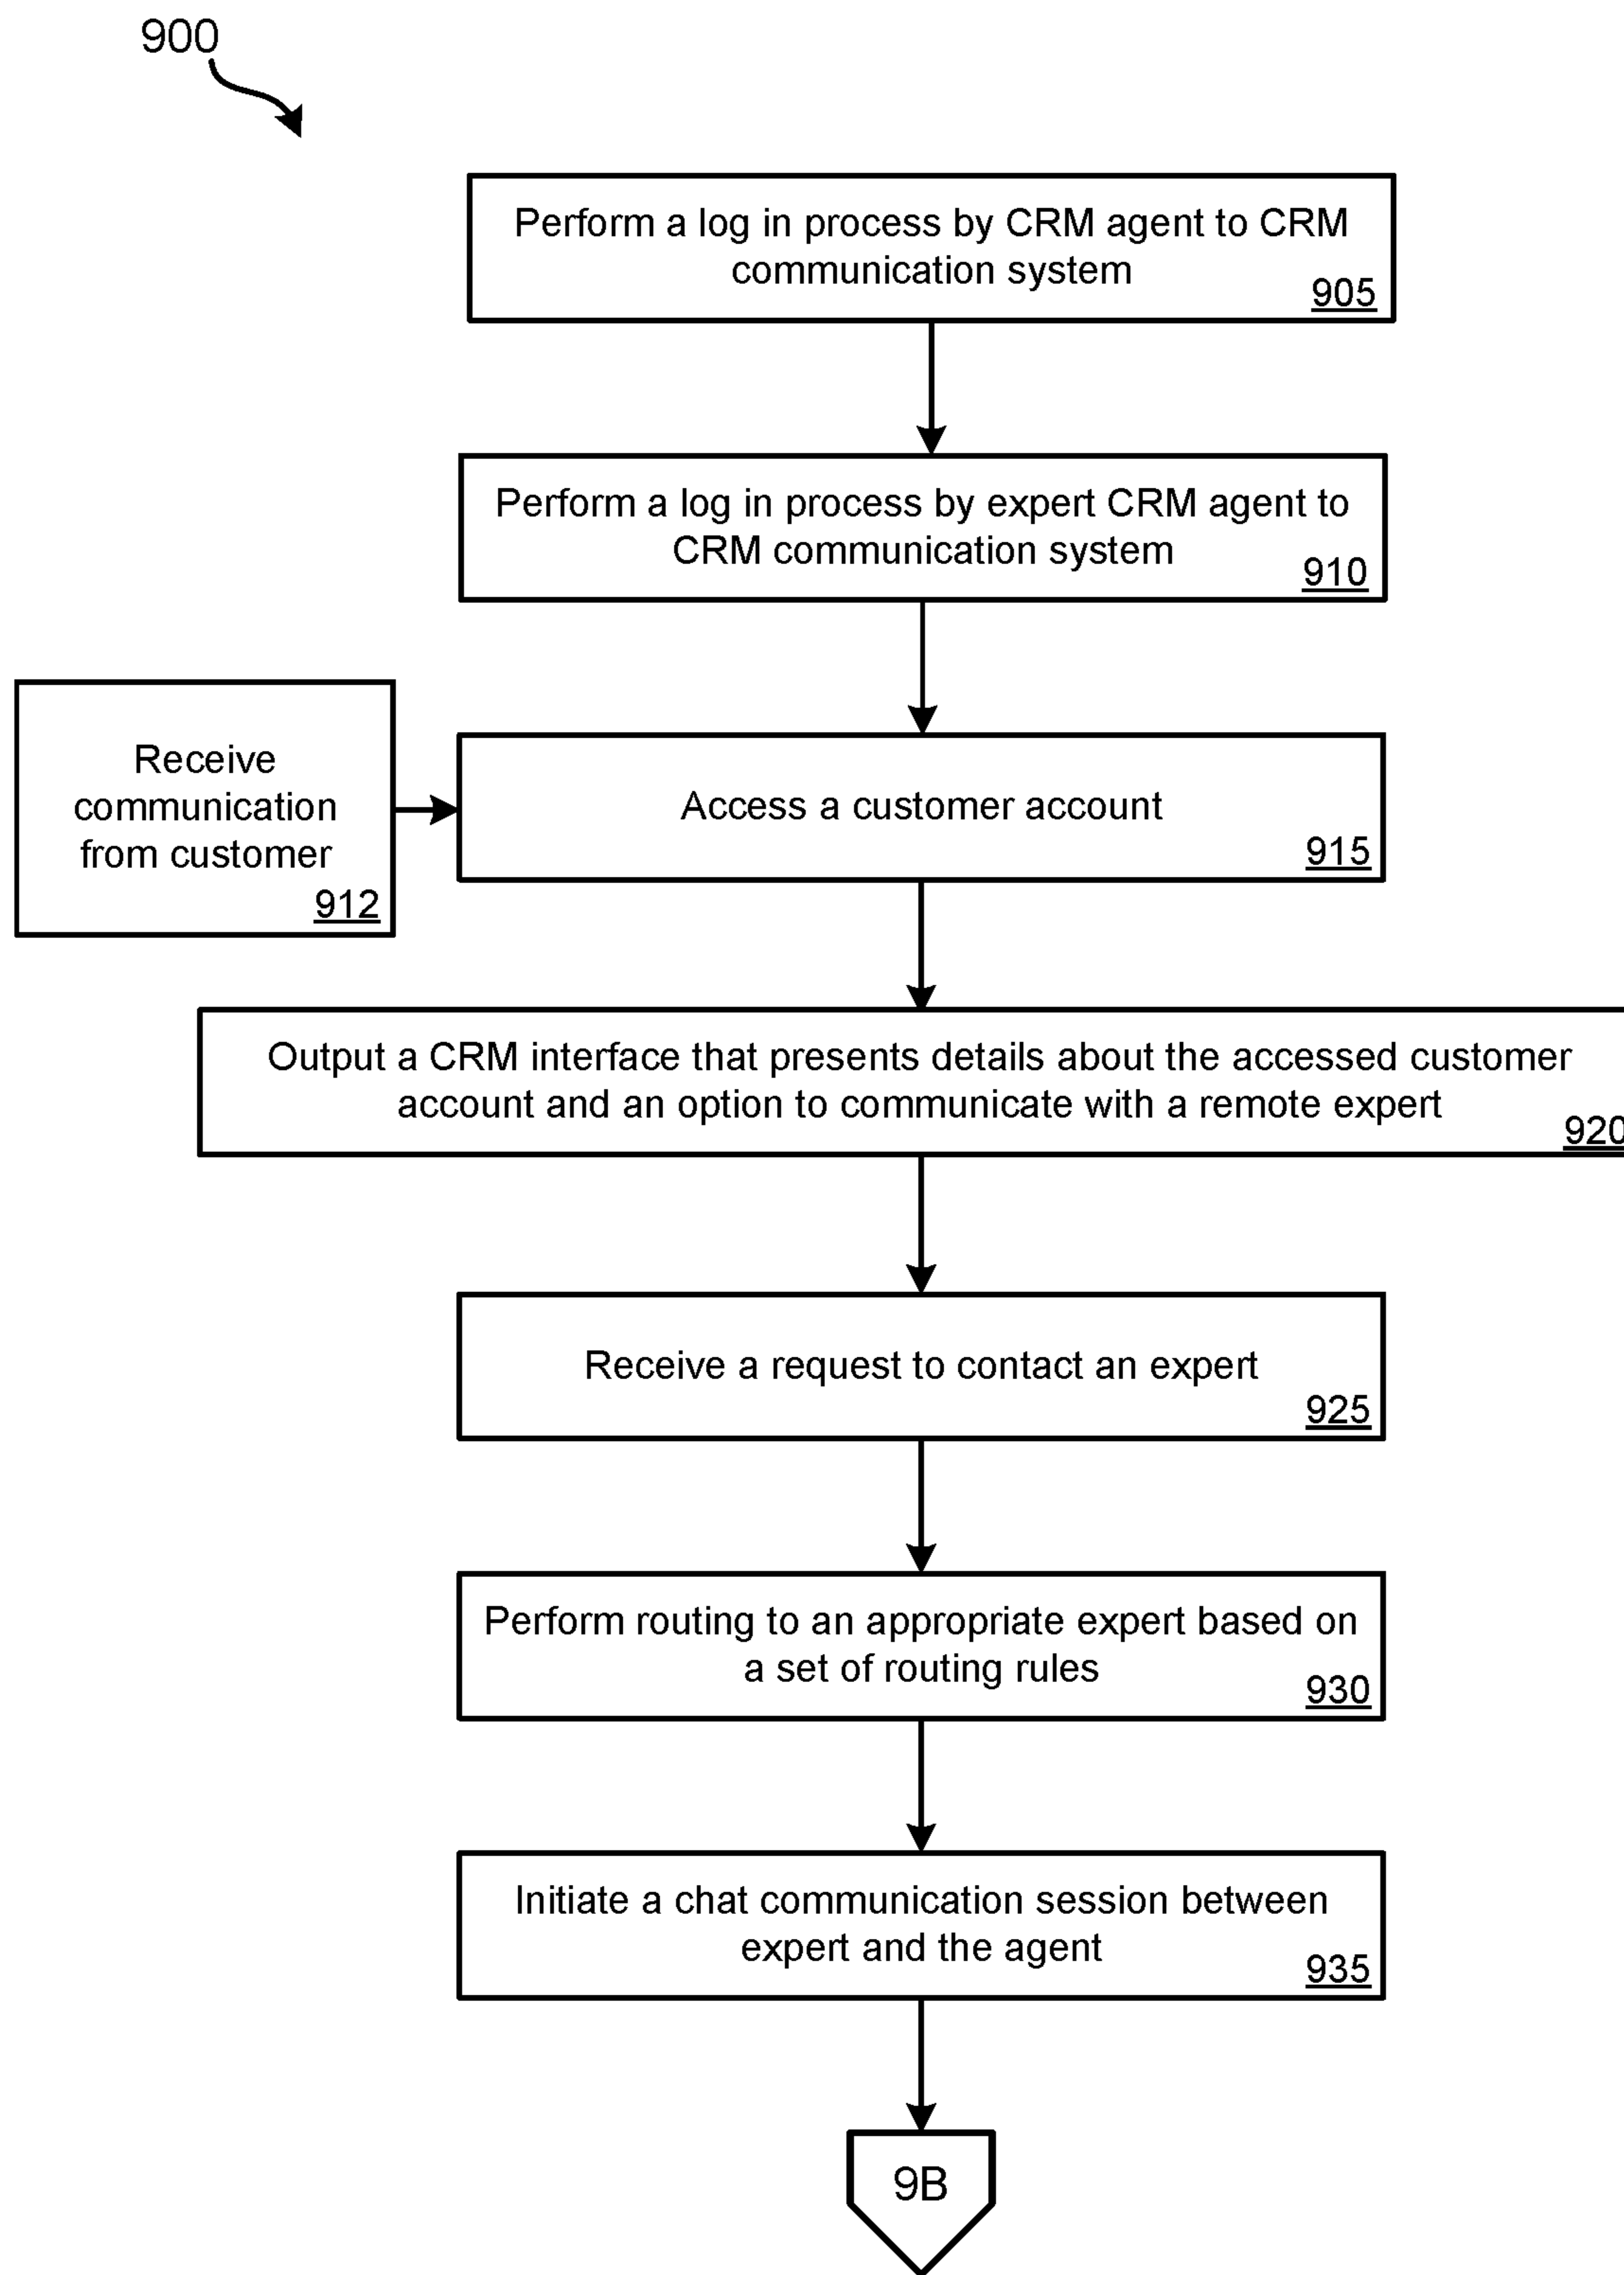 900
Perform a log in process by CRM agent to CRM
communication system
905
Perform a log in process by expert CRM agent to
CRM communication system
910
Receive
communication
from customer
912
Access a customer account
915
Output a CRM interface that presents details about the accessed customer
account and an option to communicate with a remote expert
920
Receive a request to contact an expert
925
Perform routing to an appropriate expert based on
a set of routing rules
930
Initiate a chat communication session between
expert and the agent
935
9B